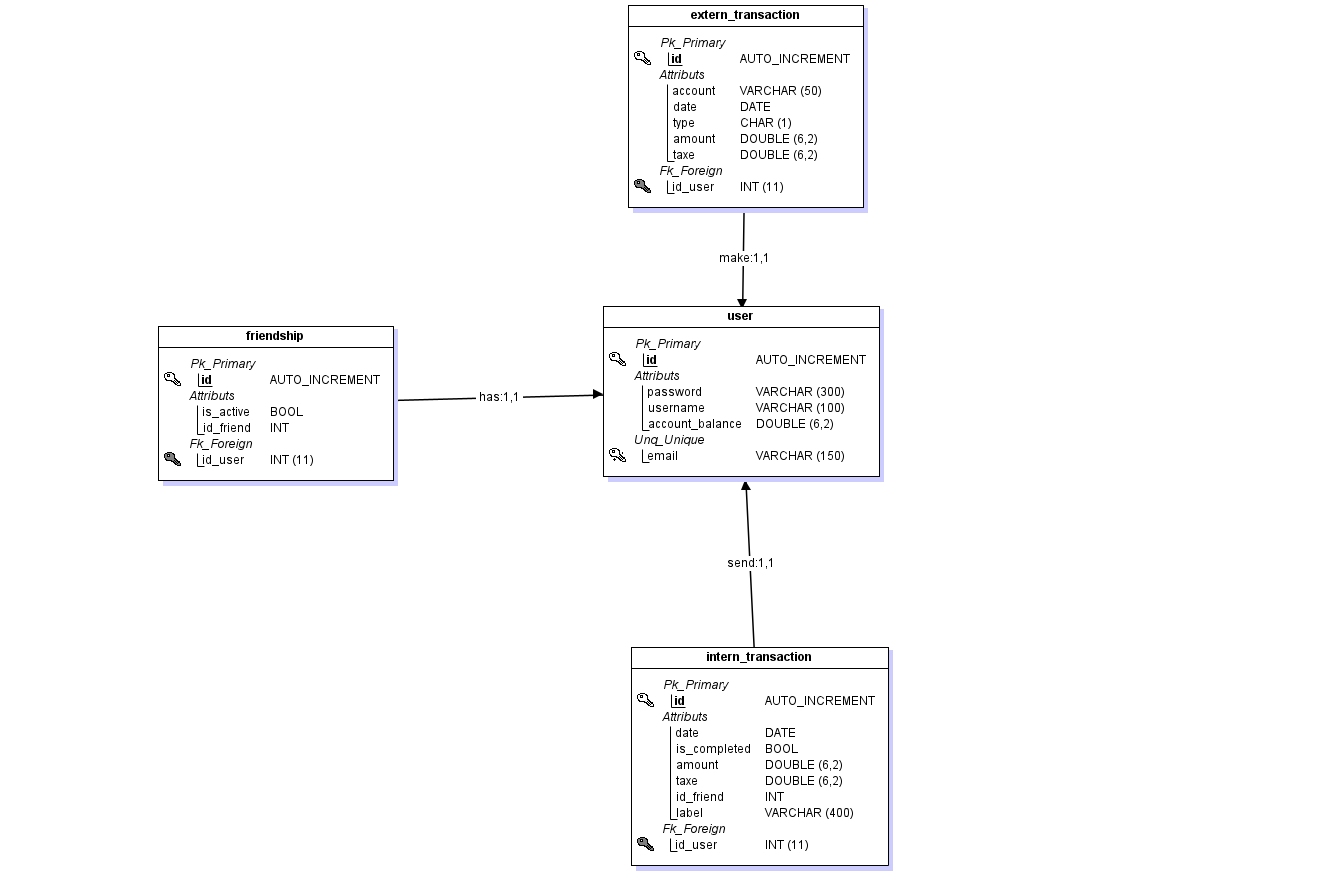 extern_transaction
Pk_Primary
id AUTO_INCREMENT
Attributs
account VARCHAR (50)
date DATE
type CHAR (1)
amount DOUBLE (6,2)
taxe DOUBLE (6,2)
Fk_Foreign
id_user INT (11)
make:1,1
user
Pk_Primary
id AUTO_INCREMENT
Attributs
password VARCHAR (300)
username VARCHAR (100)
account_balance DOUBLE (6,2)
Unq_Unique
email VARCHAR (150)
friendship
Pk_Primary
id AUTO_INCREMENT
Attributs
is_active BOOL
id_friend INT
Fk_Foreign
id_user INT (11)
has:1,1
send:1,1
intern_transaction
Pk_Primary
id AUTO_INCREMENT
Attributs
date DATE
is_completed BOOL
amount DOUBLE (6,2)
taxe DOUBLE (6,2)
id_friend INT
label VARCHAR (400)
Fk_Foreign
id_user INT (11)